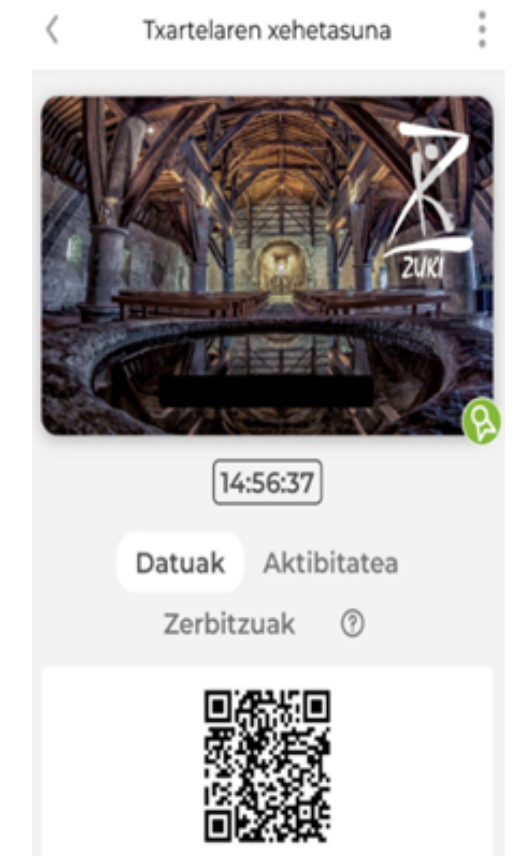 Txartelaren xehetasuna
ZUKI
14:56:37
Datuak Aktibitatea
Zerbitzuak ?